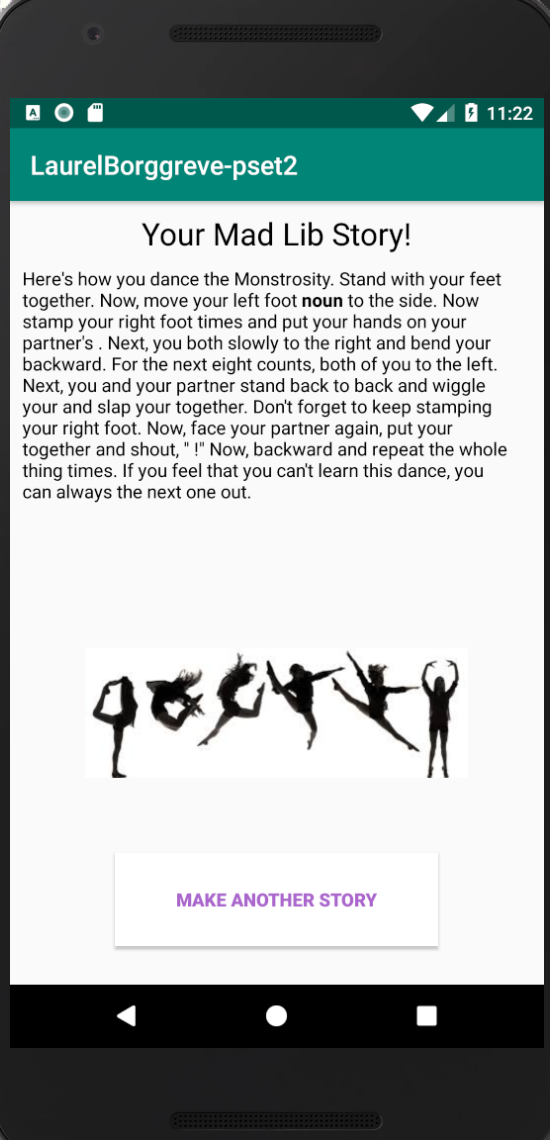 11:22
LaurelBorggreve-pset2
Your Mad Lib Story!
Here's how you dance the Monstrosity. Stand with your feet
together. Now, move your left foot noun to the side. Now
stamp your right foot times and put your hands on your
partner's . Next, you both slowly to the right and bend your
backward. For the next eight counts, both of you to the left.
Next, you and your partner stand back to back and wiggle
your and slap your together. Don't forget to keep stamping
your right foot. Now, face your partner again, put your
together and shout, " !" Now, backward and repeat the whole
thing times. If you feel that you can't learn this dance, you
can always the next one out.
MAKE ANOTHER STORY